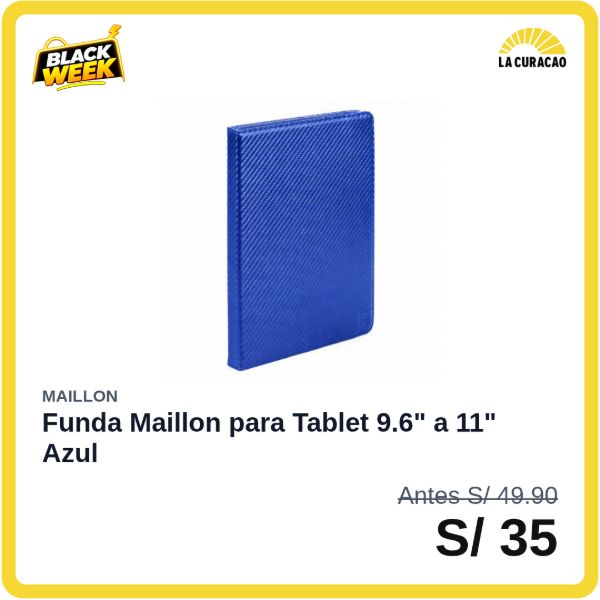 BLACK
WEEK
LA CURACAO
MAILLON
Funda Maillon para Tablet 9.6" a 11"
Azul
Antes S/ 49.90
S/ 35